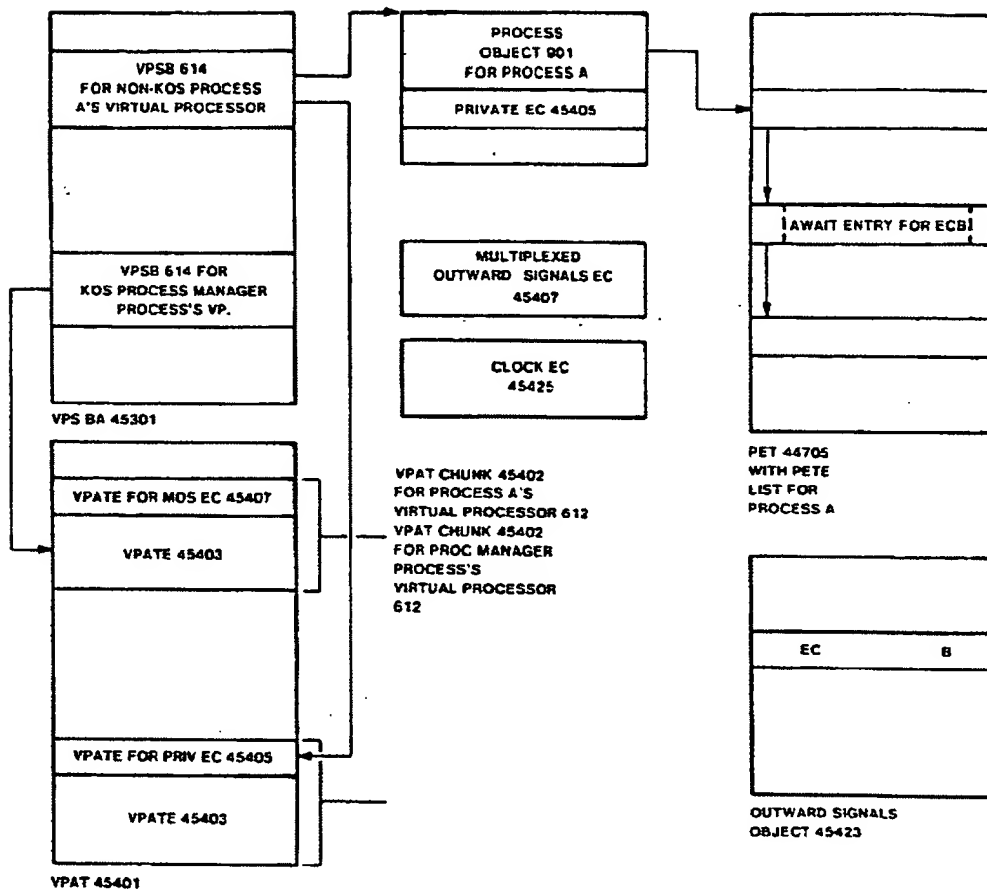 VPSB 614
FOR NON-KOS PROCESS
A'S VIRTUAL PROCESSOR
VPSB 614 FOR
KOS PROCESS MANAGER
PROCESS'S VP.
VPS BA 45301
VPATE FOR MOS EC 45407
VPATE 45403
VPATE FOR PRIV EC 45405
VPATE 45403
VPAT 45401
PROCESS
OBJECT 901
FOR PROCESS A
PRIVATE EC 45405
MULTIPLEXED
OUTWARD SIGNALS EC
45407
CLOCK EC
45425
VPAT CHUNK 45402
FOR PROCESS A'S
VIRTUAL PROCESSOR 612
VPAT CHUNK 45402
FOR PROC MANAGER
PROCESS'S
VIRTUAL PROCESSOR
612
AWAIT ENTRY FOR ECB
PET 44705
WITH PETE
LIST FOR
PROCESS A
EC B
OUTWARD SIGNALS
OBJECT 45423